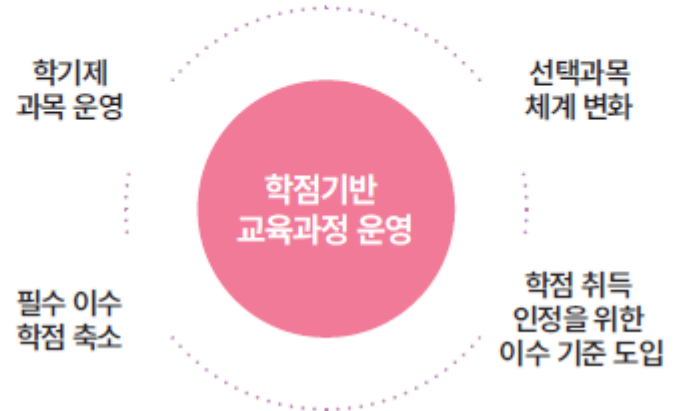 학기제
과목 운영
선택과목
체계 변화
학점기반
교육과정 운영
필수 이수
학점 축소
학점 취득
인정을 위한
이수 기준 도입